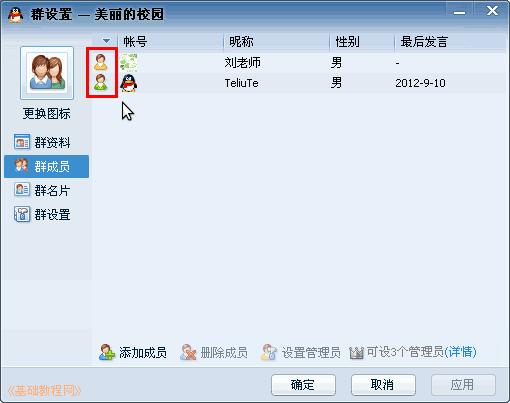 群设置 — 美丽的校园
帐号 昵称 性别 最后发言
刘老师 男 -
TeliuTe 男 2012-9-10
更换图标
群资料
群成员
群名片
群设置
添加成员 删除成员 设置管理员 可设3个管理员(详情)
《基础教程网》 确定 取消 应用